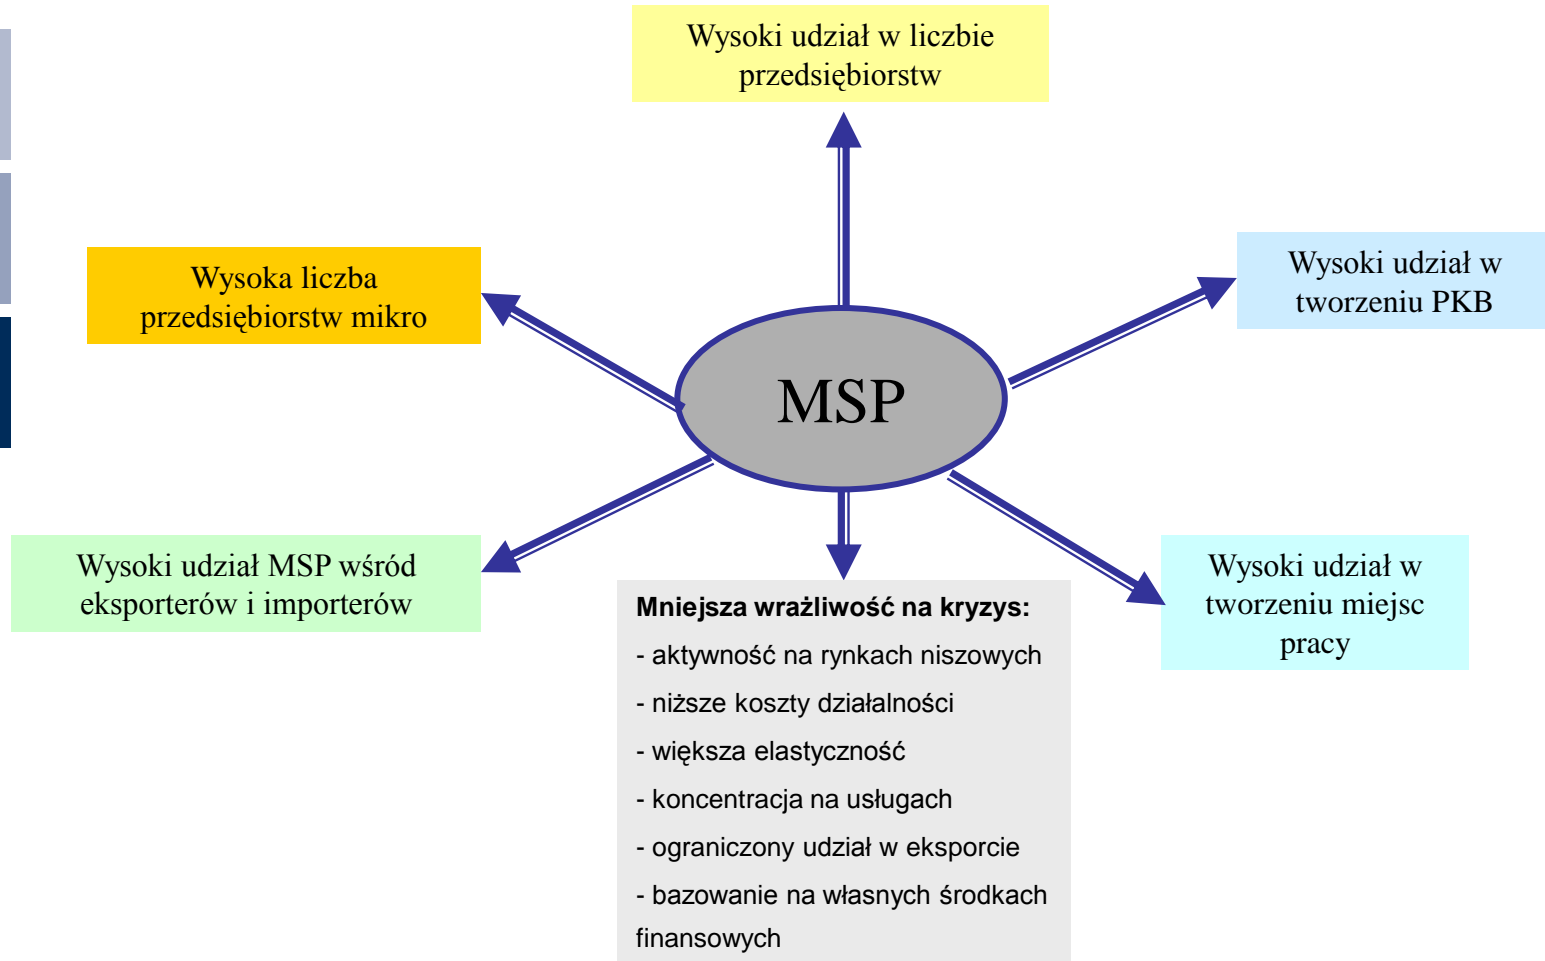 Wysoki udział w liczbie
przedsiębiorstw
Wysoka liczba
przedsiębiorstw mikro
Wysoki udział w
tworzeniu PKB
MSP
Wysoki udział MSP wśród
eksporterów i importerów
Wysoki udział w
tworzeniu miejsc
pracy
Mniejsza wrażliwość na kryzys:
- aktywność na rynkach niszowych
- niższe koszty działalności
- większa elastyczność
- koncentracja na usługach
- ograniczony udział w eksporcie
- bazowanie na własnych środkach
finansowych